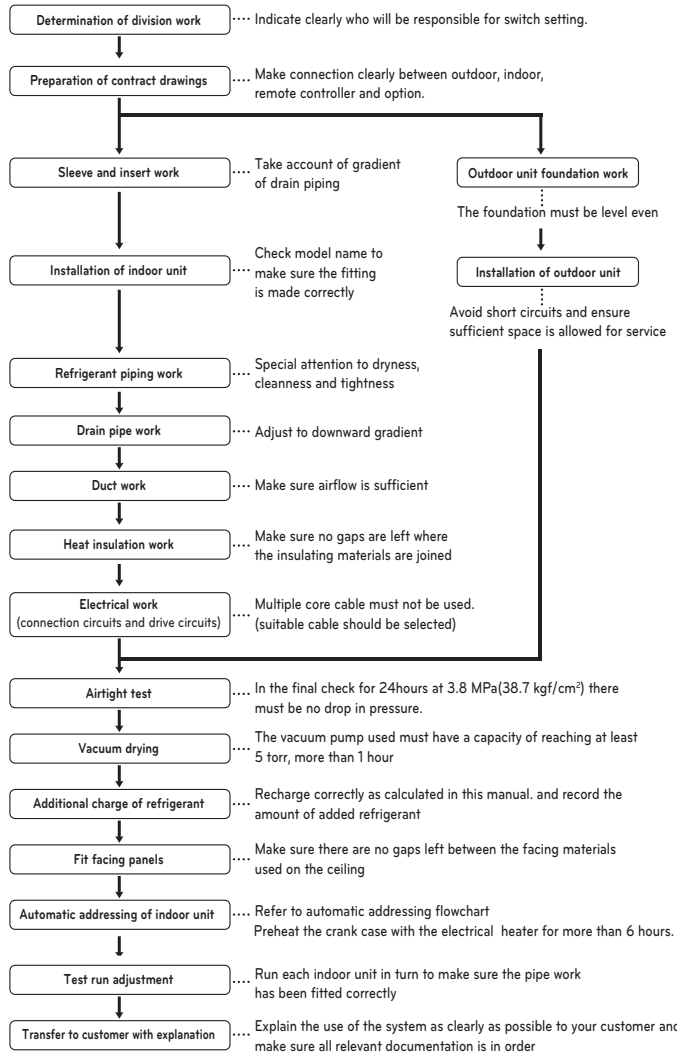 Determination of division work
Indicate clearly who will be responsible for switch setting.
Preparation of contract drawings
Make connection clearly between outdoor, indoor,
remote controller and option.
Sleeve and insert work
Take account of gradient
of drain piping
Outdoor unit foundation work
The foundation must be level even
Installation of indoor unit
Check model name to
make sure the fitting
is made correctly
Installation of outdoor unit
Avoid short circuits and ensure
sufficient space is allowed for service
Refrigerant piping work
Special attention to dryness,
cleanness and tightness
Drain pipe work
Adjust to downward gradient
Duct work
Make sure airflow is sufficient
Heat insulation work
Make sure no gaps are left where
the insulating materials are joined
Electrical work
(connection circuits and drive circuits)
Multiple core cable must not be used.
(suitable cable should be selected)
Airtight test
In the final check for 24hours at 3.8 MPa(38.7 kgf/cm²) there
must be no drop in pressure.
Vacuum drying
The vacuum pump used must have a capacity of reaching at least
5 torr, more than 1 hour
Additional charge of refrigerant
Recharge correctly as calculated in this manual. and record the
amount of added refrigerant
Fit facing panels
Make sure there are no gaps left between the facing materials
used on the ceiling
Automatic addressing of indoor unit
Refer to automatic addressing flowchart
Preheat the crank case with the electrical heater for more than 6 hours.
Test run adjustment
Run each indoor unit in turn to make sure the pipe work
has been fitted correctly
Transfer to customer with explanation
Explain the use of the system as clearly as possible to your customer and
make sure all relevant documentation is in order